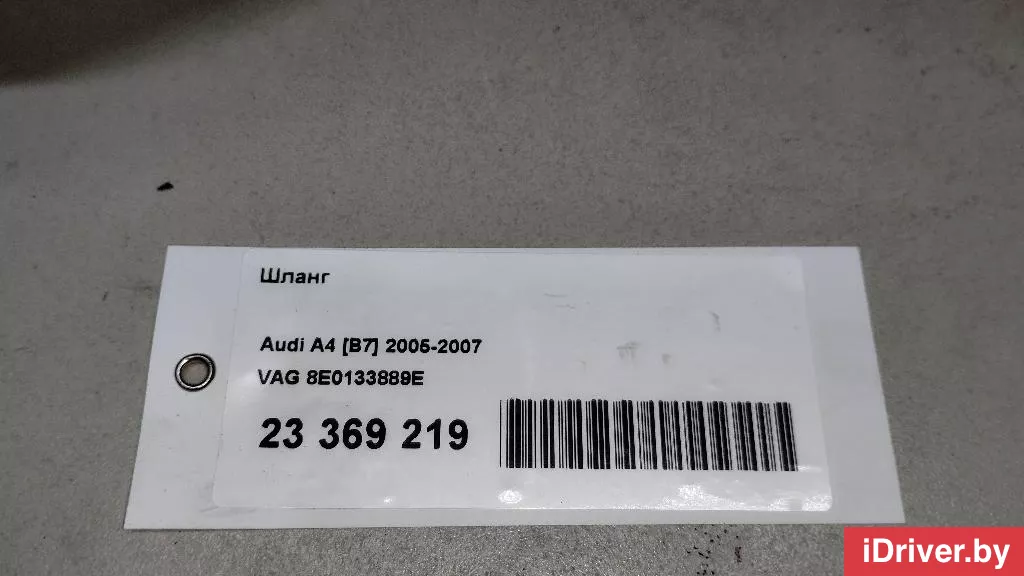 Шланг
Audi A4 [B7] 2005-2007
VAG 8E0133889E
23 369 219
iDriver.by